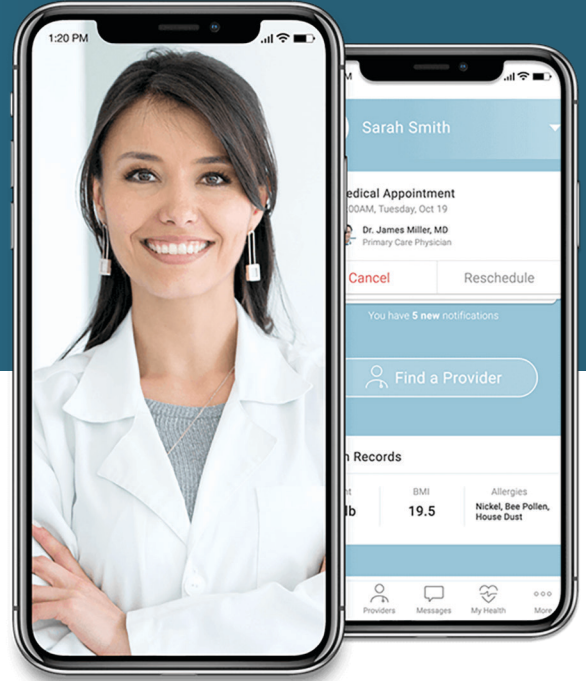 1:20 PM
Sarah Smith
Medical Appointment
00AM, Tuesday, Oct 19
Dr. James Miller, MD
Primary Care Physician
Cancel
Reschedule
You have 5 new notifications
Find a Provider
Records
lb
BMI
19.5
Allergies
Nickel, Bee Pollen,
House Dust
Providers
Messages
My Health
More